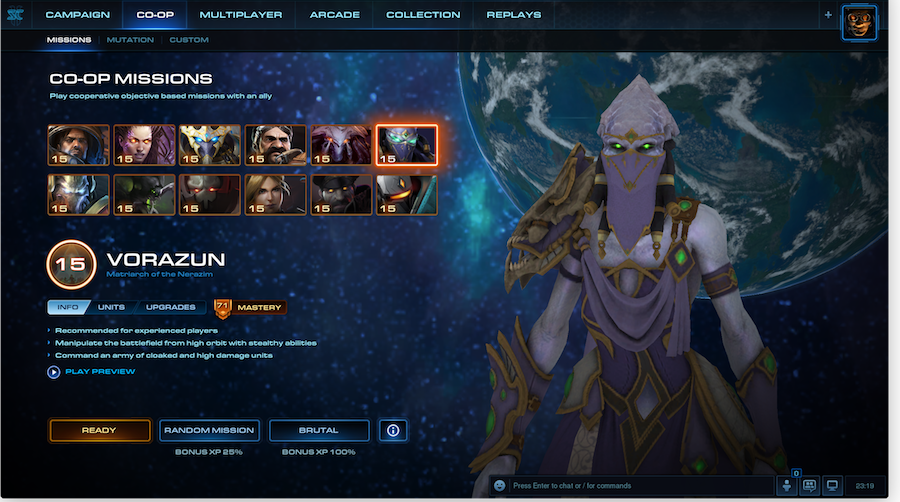 CAMPAIGN CO-OP MULTIPLAYER ARCADE COLLECTION REPLAYS +
MISSIONS MUTATION CUSTOM
CO-OP MISSIONS
Play cooperative objective based missions with an ally
15 15 15 15 15 15
15 15 15 15 15 15
15 VORAZUN
Matriarch of the Nerazim
INFO UNITS UPGRADES 71 MASTERY
Recommended for experienced players
Manipulate the battlefield from high orbit with stealthy abilities
Command an army of cloaked and high damage units
PLAY PREVIEW
READY RANDOM MISSION BRUTAL
BONUS XP 25% BONUS XP 100%
0
Press Enter to chat or / for commands 23:19